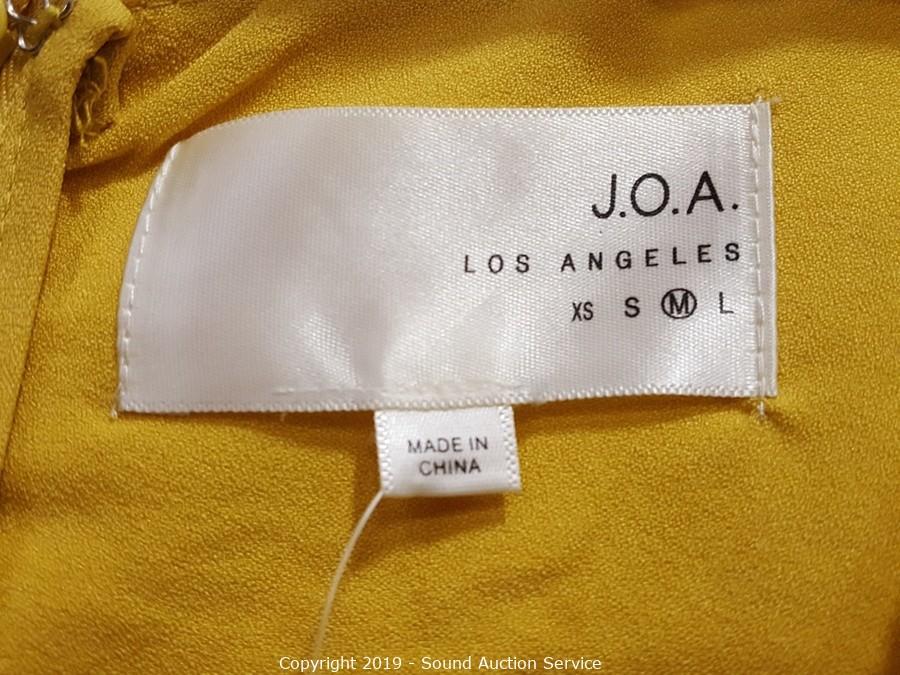 J.O.A.
LOS ANGELES
XS S M L
MADE IN
CHINA
Copyright 2019 - Sound Auction Service